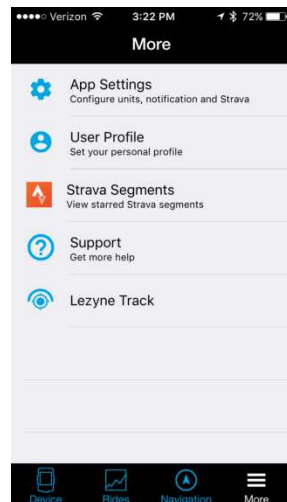 Verizon 3:22 PM 72%
More
App Settings
Configure units, notification and Strava
User Profile
Set your personal profile
Strava Segments
View starred Strava segments
Support
Get more help
Lezyne Track
Device Rides Navigation More